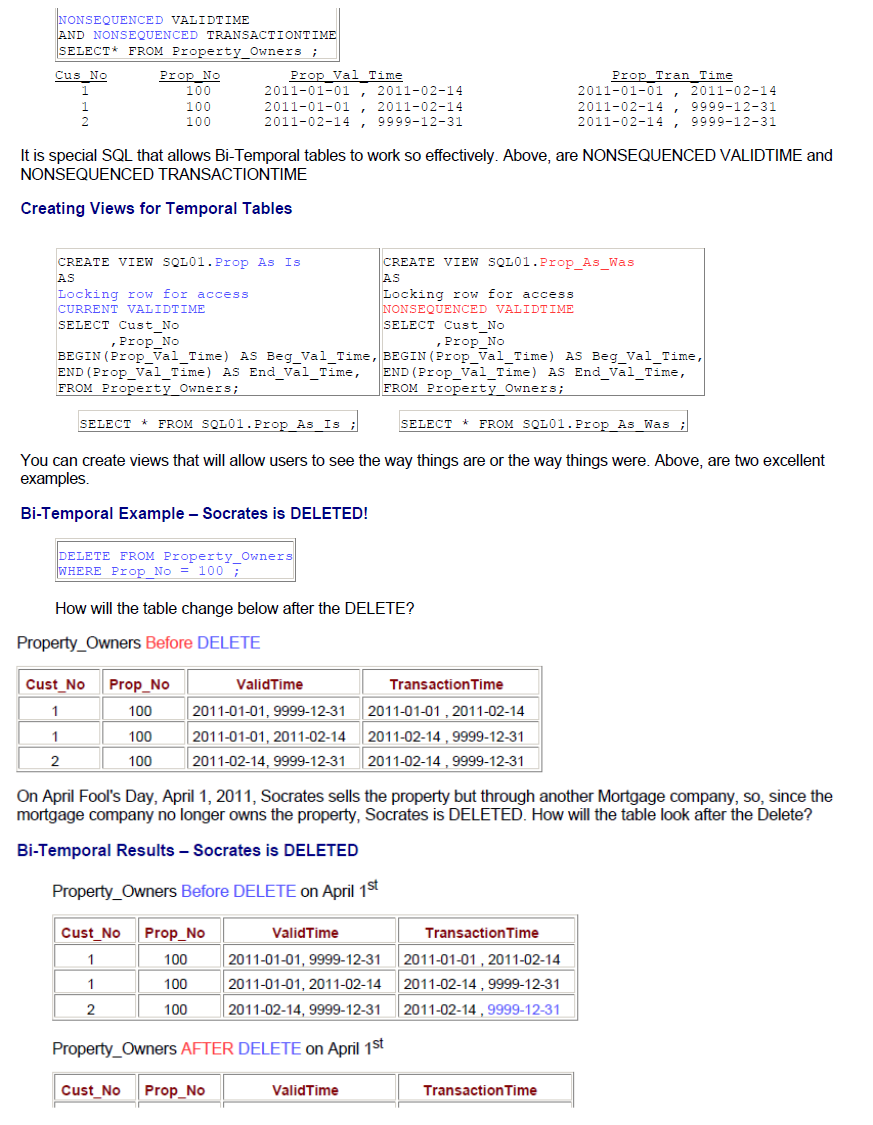 NONSEQUENCED VALIDTIME
AND NONSEQUENCED TRANSACTIONTIME
SELECT* FROM Property_Owners ;
Cus_No Prop_No Prop_Val_Time Prop_Tran_Time
1 100 2011-01-01 , 2011-02-14 2011-01-01 , 2011-02-14
1 100 2011-01-01 , 2011-02-14 2011-02-14 , 9999-12-31
2 100 2011-02-14 , 9999-12-31 2011-02-14 , 9999-12-31
It is special SQL that allows Bi-Temporal tables to work so effectively. Above, are NONSEQUENCED VALIDTIME and
NONSEQUENCED TRANSACTIONTIME
Creating Views for Temporal Tables
CREATE VIEW SQL01.Prop As Is
AS
Locking row for access
CURRENT VALIDTIME
SELECT Cust_No
,Prop_No
BEGIN(Prop_Val_Time) AS Beg_Val_Time,
END(Prop_Val_Time) AS End_Val_Time,
FROM Property_Owners;
CREATE VIEW SQL01.Prop_As_Was
AS
Locking row for access
NONSEQUENCED VALIDTIME
SELECT Cust_No
,Prop_No
BEGIN(Prop_Val_Time) AS Beg_Val_Time,
END(Prop_Val_Time) AS End_Val_Time,
FROM Property_Owners;
SELECT * FROM SQL01.Prop_As_Is ;
SELECT * FROM SQL01.Prop_As_Was ;
You can create views that will allow users to see the way things are or the way things were. Above, are two excellent
examples.
Bi-Temporal Example – Socrates is DELETED!
DELETE FROM Property_Owners
WHERE Prop_No = 100 ;
How will the table change below after the DELETE?
Property_Owners Before DELETE
Cust_No Prop_No ValidTime TransactionTime
1 100 2011-01-01, 9999-12-31 2011-01-01 , 2011-02-14
1 100 2011-01-01, 2011-02-14 2011-02-14 , 9999-12-31
2 100 2011-02-14, 9999-12-31 2011-02-14 , 9999-12-31
On April Fool's Day, April 1, 2011, Socrates sells the property but through another Mortgage company, so, since the
mortgage company no longer owns the property, Socrates is DELETED. How will the table look after the Delete?
Bi-Temporal Results – Socrates is DELETED
Property_Owners Before DELETE on April 1st
Cust_No Prop_No ValidTime TransactionTime
1 100 2011-01-01, 9999-12-31 2011-01-01 , 2011-02-14
1 100 2011-01-01, 2011-02-14 2011-02-14 , 9999-12-31
2 100 2011-02-14, 9999-12-31 2011-02-14 , 9999-12-31
Property_Owners AFTER DELETE on April 1st
Cust_No Prop_No ValidTime TransactionTime